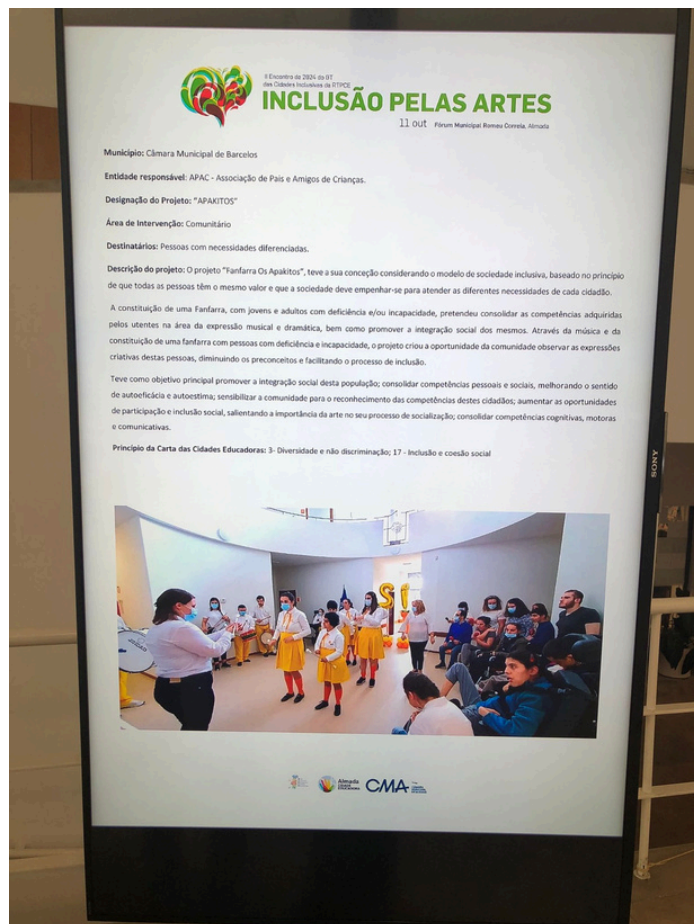 II Encontro de 2024 do GT
das Cidades Inclusivas da RTPCE
INCLUSÃO PELAS ARTES
11 out Fórum Municipal Romeu Correia, Almada
Município: Câmara Municipal de Barcelos
Entidade responsável: APAC - Associação de Pais e Amigos de Crianças.
Designação do Projeto: "APAKITOS"
Área de Intervenção: Comunitário
Destinatários: Pessoas com necessidades diferenciadas.
Descrição do projeto: O projeto "Fanfarra Os Apakitos", teve a sua conceção considerando o modelo de sociedade inclusiva, baseado no princípio
de que todas as pessoas têm o mesmo valor e que a sociedade deve empenhar-se para atender as diferentes necessidades de cada cidadão.
A constituição de uma Fanfarra, com jovens e adultos com deficiência e/ou incapacidade, pretendeu consolidar as competências adquiridas
pelos utentes na área da expressão musical e dramática, bem como promover a integração social dos mesmos. Através da música e da
constituição de uma fanfarra com pessoas com deficiência e incapacidade, o projeto criou a oportunidade da comunidade observar as expressões
criativas destas pessoas, diminuindo os preconceitos e facilitando o processo de inclusão.
Teve como objetivo principal promover a integração social desta população; consolidar competências pessoais e sociais, melhorando o sentido
de autoeficácia e autoestima; sensibilizar a comunidade para o reconhecimento das competências destes cidadãos; aumentar as oportunidades
de participação e inclusão social, salientando a importância da arte no seu processo de socialização; consolidar competências cognitivas, motoras
e comunicativas.
Princípio da Carta das Cidades Educadoras: 3- Diversidade e não discriminação; 17 - Inclusão e coesão social
SONY
Almada
CIDADE
EDUCADORA
CMA